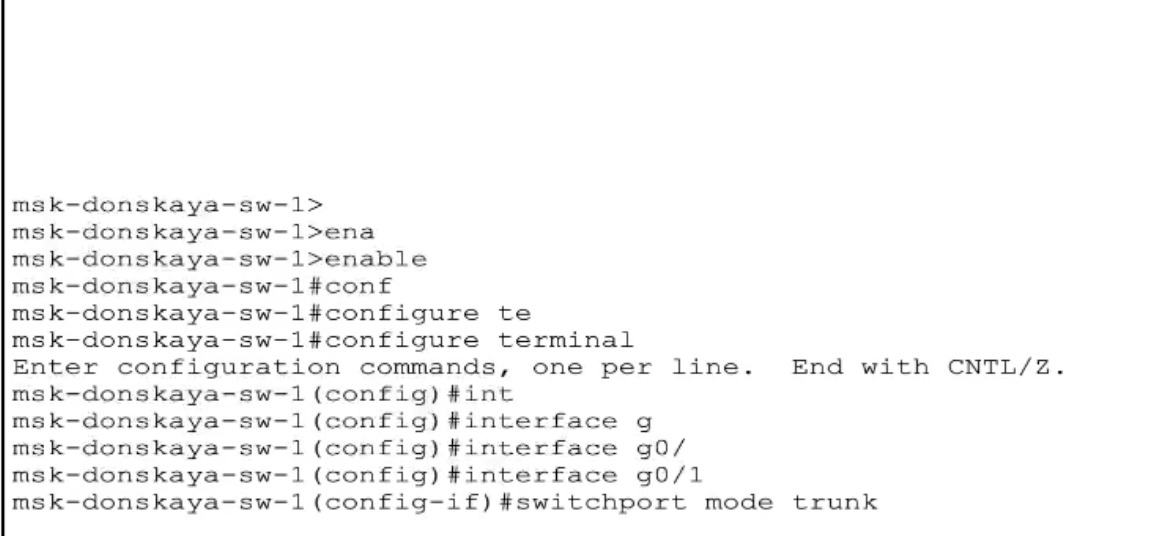 msk-donskaya-sw-1>
msk-donskaya-sw-1>ena
msk-donskaya-sw-1>enable
msk-donskaya-sw-1#conf
msk-donskaya-sw-1#configure te
msk-donskaya-sw-1#configure terminal
Enter configuration commands, one per line.  End with CNTL/Z.
msk-donskaya-sw-1(config)#int
msk-donskaya-sw-1(config)#interface g
msk-donskaya-sw-1(config)#interface g0/
msk-donskaya-sw-1(config)#interface g0/1
msk-donskaya-sw-1(config-if)#switchport mode trunk